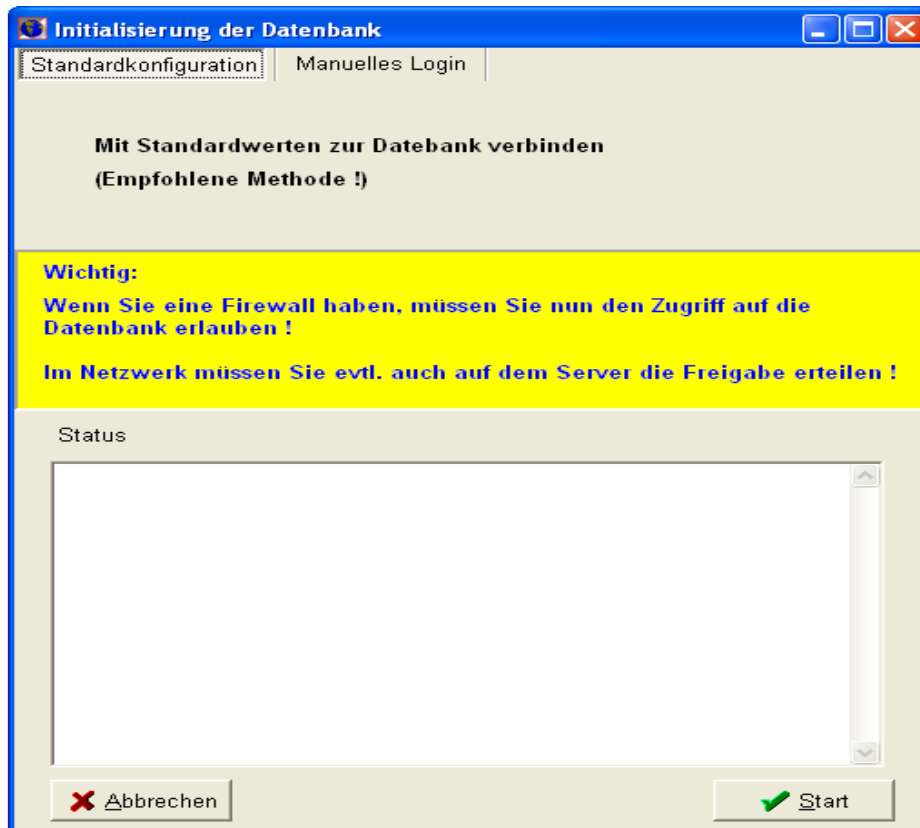 Initialisierung der Datenbank
Standardkonfiguration
Manuelles Login
Mit Standardwerten zur Datebank verbinden
(Empfohlene Methode !)
Wichtig:
Wenn Sie eine Firewall haben, müssen Sie nun den Zugriff auf die
Datenbank erlauben !
Im Netzwerk müssen Sie evtl. auch auf dem Server die Freigabe erteilen !
Status
Abbrechen
Start